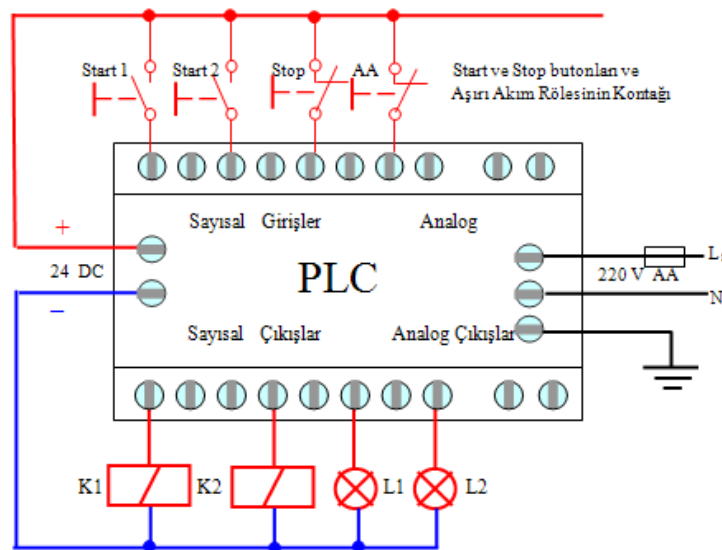 Start 1
Start 2
Stop
AA
Start ve Stop butonları ve
Aşırı Akım Rölesinin Kontağı
Sayısal Girişler
Analog
+
24 DC
−
PLC
L
220 V AA
N
Sayısal Çıkışlar
Analog Çıkışlar
K1
K2
L1
L2